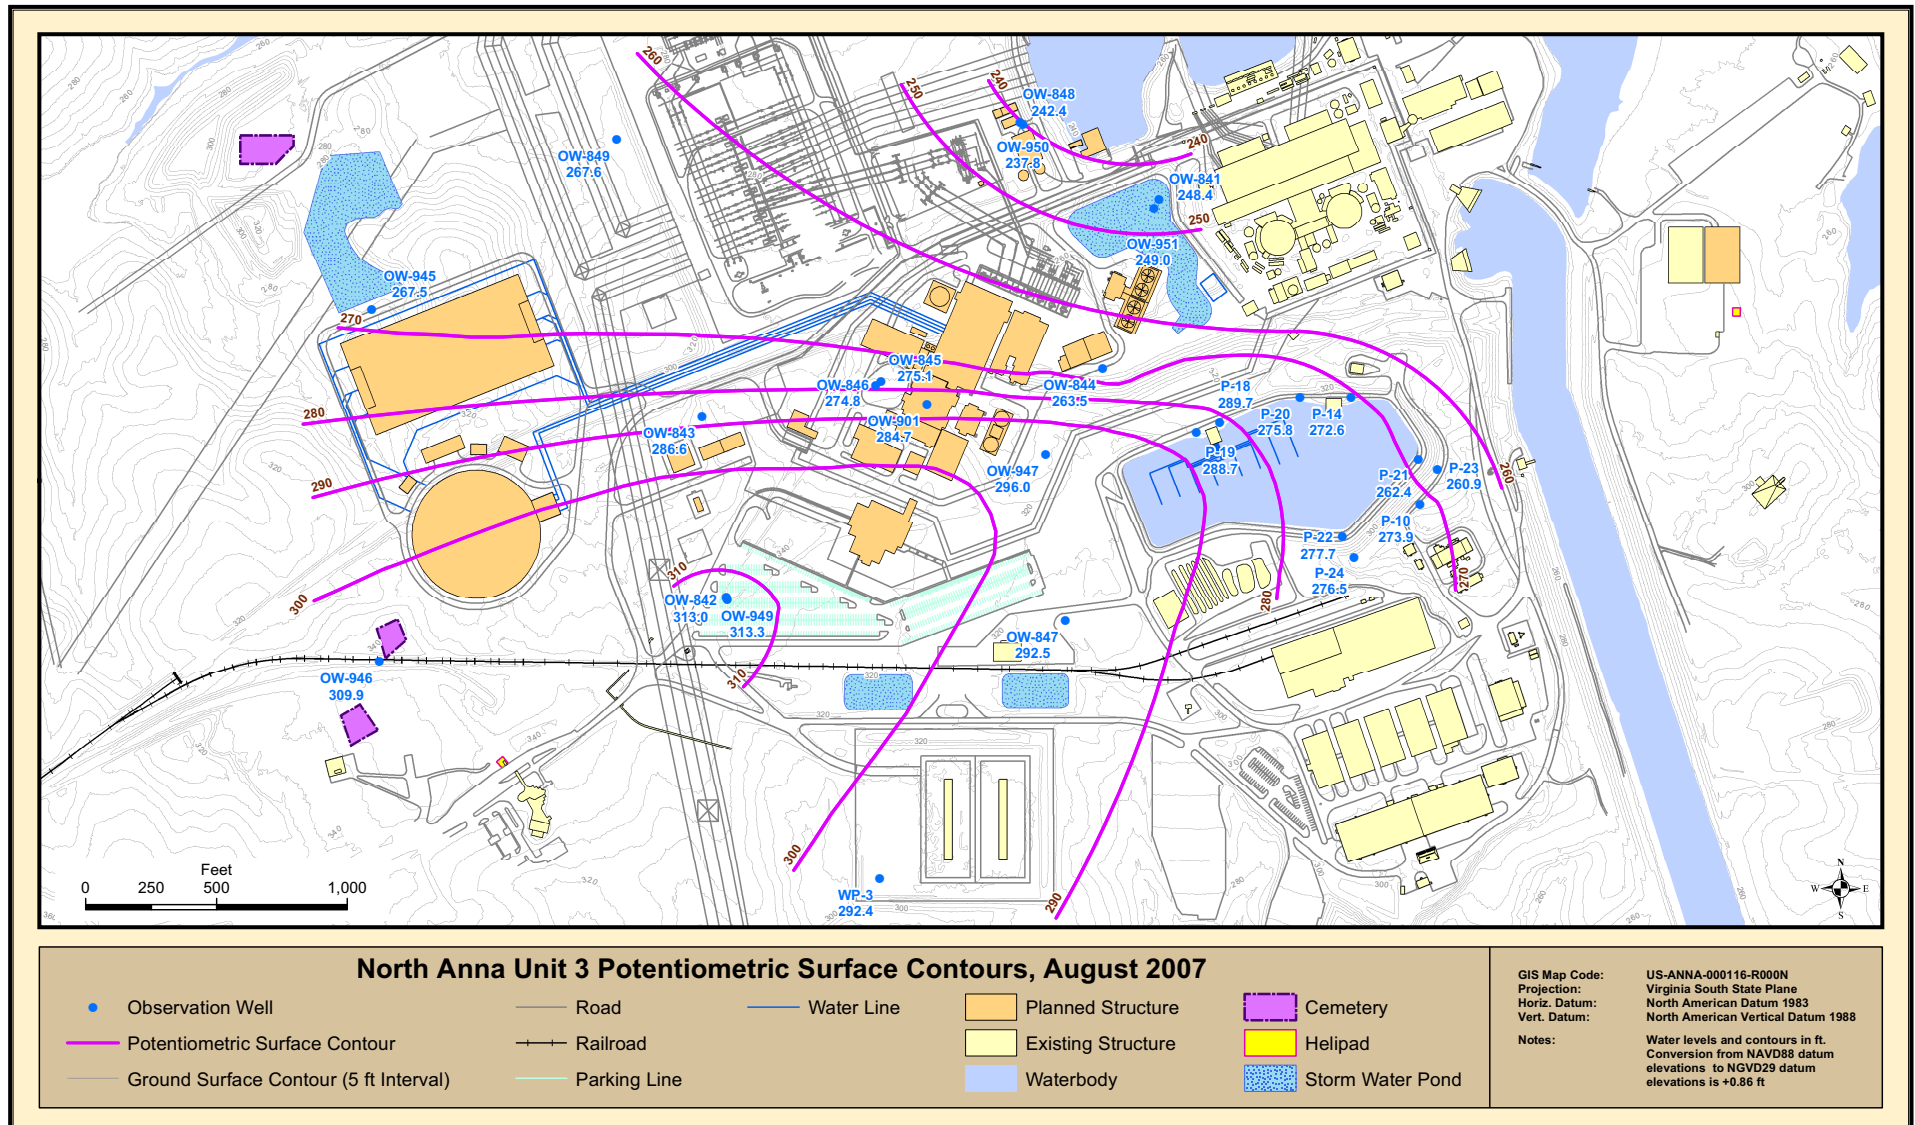 260
250
240
OW-848
242.4
OW-849
267.6
OW-950
237.8
240
OW-841
248.4
250
OW-951
249.0
OW-945
267.5
270
OW-845
275.1
OW-846
274.8
OW-844
263.5
P-18
289.7
P-20
275.8
P-14
272.6
280
OW-901
284.7
OW-843
286.6
P-19
288.7
OW-947
296.0
P-21
262.4
P-23
260.9
260
290
P-10
273.9
P-22
277.7
P-24
276.5
270
280
300
310
OW-842
313.0
OW-949
313.3
OW-847
292.5
310
OW-946
309.9
300
WP-3
292.4
290
Feet
0 250 500 1,000
N
W E
S
North Anna Unit 3 Potentiometric Surface Contours, August 2007
Observation Well
Potentiometric Surface Contour
Ground Surface Contour (5 ft Interval)
Road
Railroad
Parking Line
Water Line
Planned Structure
Existing Structure
Waterbody
Cemetery
Helipad
Storm Water Pond
GIS Map Code: US-ANNA-000116-R000N
Projection: Virginia South State Plane
Horiz. Datum: North American Datum 1983
Vert. Datum: North American Vertical Datum 1988
Notes: Water levels and contours in ft.
Conversion from NAVD88 datum
elevations to NGVD29 datum
elevations is +0.86 ft